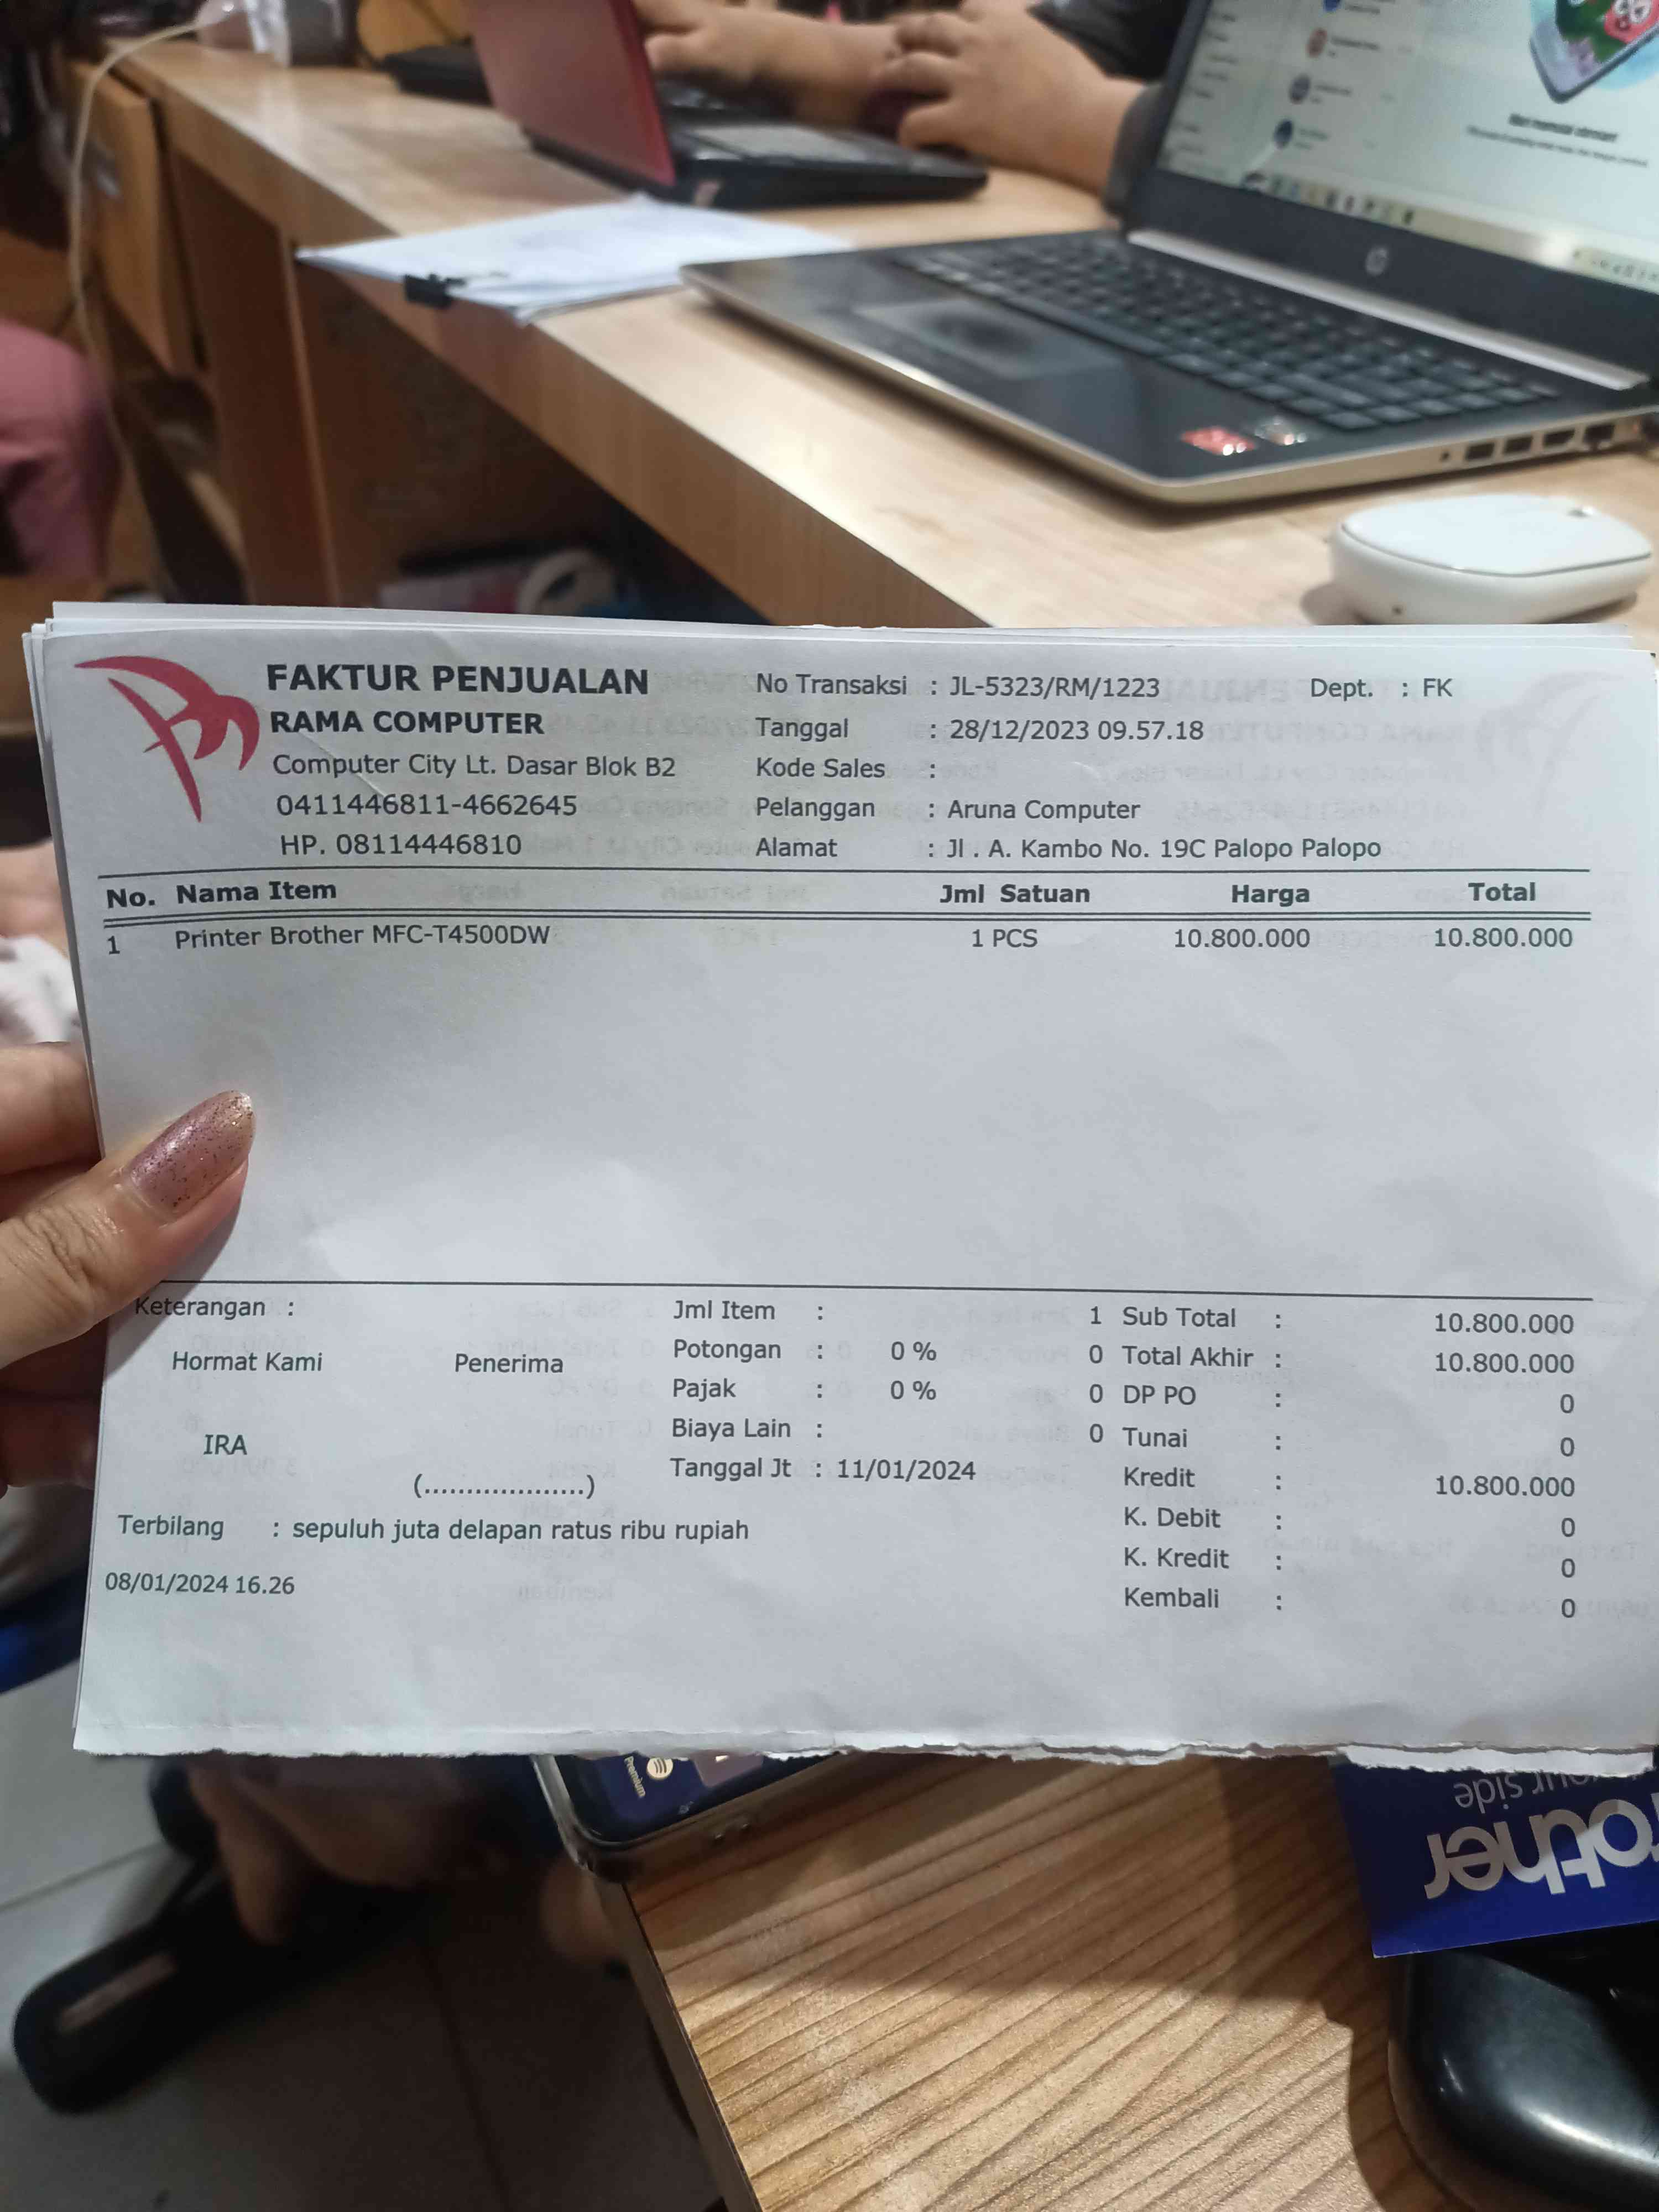 FAKTUR PENJUALAN
RAMA COMPUTER
Computer City Lt. Dasar Blok B2
0411446811-4662645
HP. 08114446810
No Transaksi : JL-5323/RM/1223 Dept. : FK
Tanggal : 28/12/2023 09.57.18
Kode Sales :
Pelanggan : Aruna Computer
Alamat : Jl . A. Kambo No. 19C Palopo Palopo
No. Nama Item Jml Satuan Harga Total
1 Printer Brother MFC-T4500DW 1 PCS 10.800.000 10.800.000
Keterangan :
Hormat Kami Penerima
IRA
(...................)
Jml Item : 1
Potongan : 0 % 0
Pajak : 0 % 0
Biaya Lain : 0
Tanggal Jt : 11/01/2024
Sub Total : 10.800.000
Total Akhir : 10.800.000
DP PO : 0
Tunai : 0
Kredit : 10.800.000
K. Debit : 0
K. Kredit : 0
Kembali : 0
Terbilang : sepuluh juta delapan ratus ribu rupiah
08/01/2024 16.26
Premium
hp